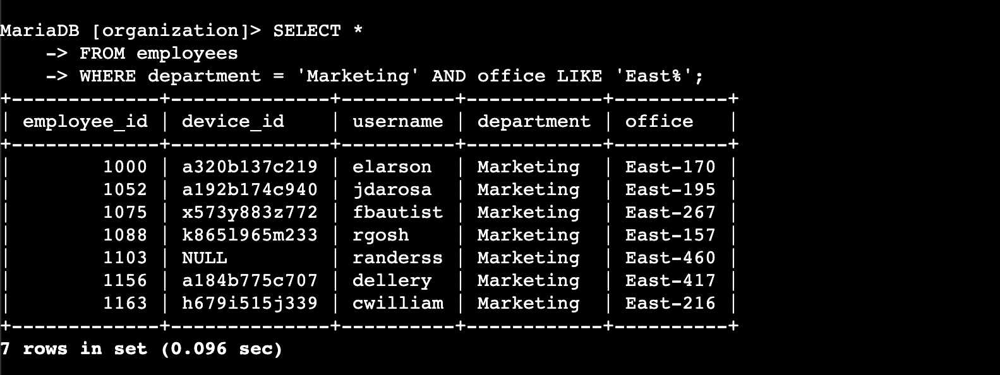 MariaDB [organization]> SELECT *
    -> FROM employees
    -> WHERE department = 'Marketing' AND office LIKE 'East%';
+-------------+--------------+----------+------------+----------+
| employee_id | device_id    | username | department | office   |
+-------------+--------------+----------+------------+----------+
|        1000 | a320b137c219 | elarson  | Marketing  | East-170 |
|        1052 | a192b174c940 | jdarosa  | Marketing  | East-195 |
|        1075 | x573y883z772 | fbautist | Marketing  | East-267 |
|        1088 | k865l965m233 | rgosh    | Marketing  | East-157 |
|        1103 | NULL         | randerss | Marketing  | East-460 |
|        1156 | a184b775c707 | dellery  | Marketing  | East-417 |
|        1163 | h679i515j339 | cwilliam | Marketing  | East-216 |
+-------------+--------------+----------+------------+----------+
7 rows in set (0.096 sec)